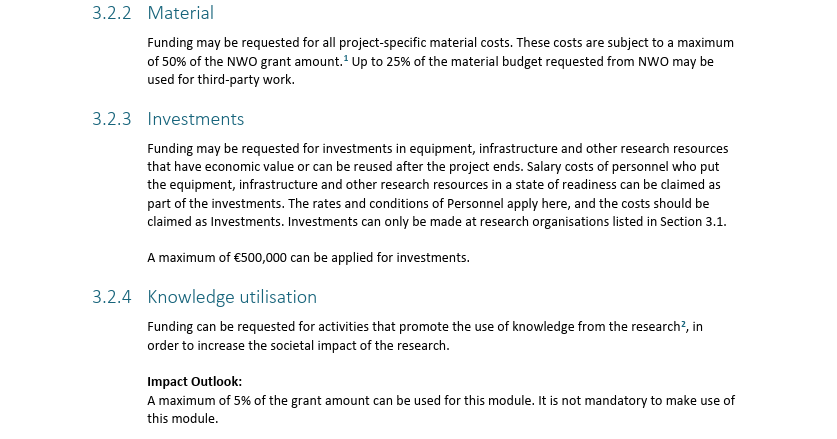 3.2.2 Material
Funding may be requested for all project-specific material costs. These costs are subject to a maximum
of 50% of the NWO grant amount.¹ Up to 25% of the material budget requested from NWO may be
used for third-party work.
3.2.3 Investments
Funding may be requested for investments in equipment, infrastructure and other research resources
that have economic value or can be reused after the project ends. Salary costs of personnel who put
the equipment, infrastructure and other research resources in a state of readiness can be claimed as
part of the investments. The rates and conditions of Personnel apply here, and the costs should be
claimed as Investments. Investments can only be made at research organisations listed in Section 3.1.
A maximum of €500,000 can be applied for investments.
3.2.4 Knowledge utilisation
Funding can be requested for activities that promote the use of knowledge from the research², in
order to increase the societal impact of the research.
Impact Outlook:
A maximum of 5% of the grant amount can be used for this module. It is not mandatory to make use of
this module.